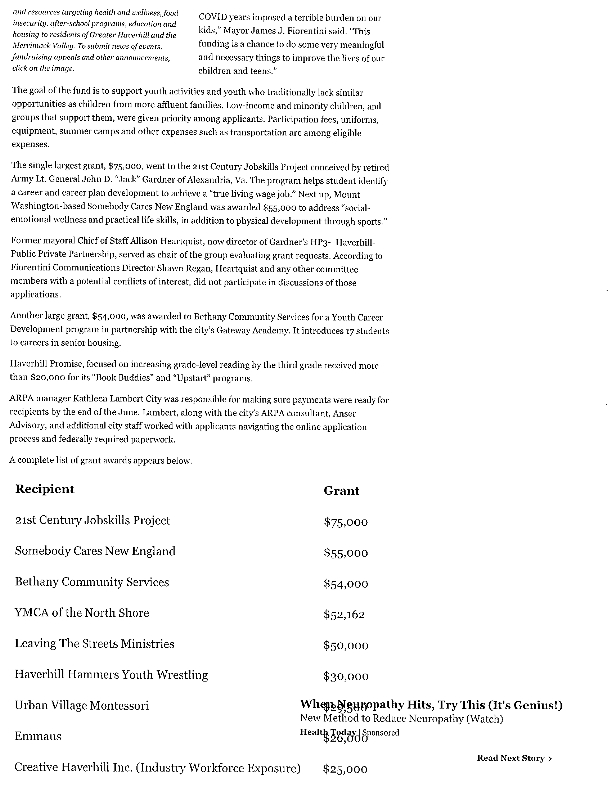 and resources targeting health and wellness, food
insecurity, after-school programs, education and
housing to residents of Greater Haverhill and the
Merrimack Valley. To submit news of events,
fundraising appeals and other announcements,
click on the image.
COVID years imposed a terrible burden on our
kids," Mayor James J. Fiorentini said. "This
funding is a chance to do some very meaningful
and necessary things to improve the lives of our
children and teens."
The goal of the fund is to support youth activities and youth who traditionally lack similar
opportunities as children from more affluent families. Low-income and minority children, and
groups that support them, were given priority among applicants. Participation fees, uniforms,
equipment, summer camps and other expenses such as transportation are among eligible
expenses.
The single largest grant, $75,000, went to the 21st Century Jobskills Project conceived by retired
Army Lt. General John D. "Jack" Gardner of Alexandria, Va. The program helps student identify
a career and career plan development to achieve a "true living wage job." Next up, Mount
Washington-based Somebody Cares New England was awarded $55,000 to address "social-
emotional wellness and practical life skills, in addition to physical development through sports."
Former mayoral Chief of Staff Allison Heartquist, now director of Gardner's HP3- Haverhill-
Public Private Partnership, served as chair of the group evaluating grant requests. According to
Fiorentini Communications Director Shawn Regan, Heartquist and any other committee
members with a potential conflicts of interest, did not participate in discussions of those
applications.
Another large grant, $54,000, was awarded to Bethany Community Services for a Youth Career
Development program in partnership with the city's Gateway Academy. It introduces 17 students
to careers in senior housing.
Haverhill Promise, focused on increasing grade-level reading by the third grade received more
than $20,000 for its "Book Buddies" and "Upstart" programs.
ARPA manager Kathleen Lambert City was responsible for making sure payments were ready for
recipients by the end of the June. Lambert, along with the city's ARPA consultant, Anser
Advisory, and additional city staff worked with applicants navigating the online application
process and federally required paperwork.
A complete list of grant awards appears below.
Recipient Grant
21st Century Jobskills Project $75,000
Somebody Cares New England $55,000
Bethany Community Services $54,000
YMCA of the North Shore $52,162
Leaving The Streets Ministries $50,000
Haverhill Hammers Youth Wrestling $30,000
Urban Village Montessori
When Neuropathy Hits, Try This (It's Genius!)
New Method to Reduce Neuropathy (Watch)
Health Today | Sponsored
Emmaus $26,000
Read Next Story >
Creative Haverhill Inc. (Industry Workforce Exposure) $25,000